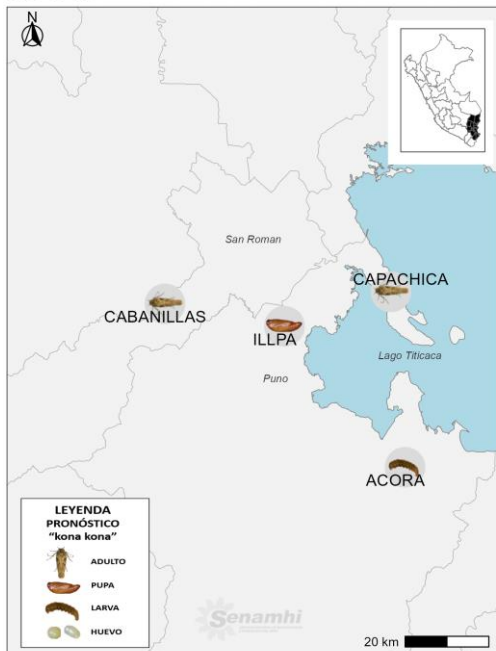 N
San Roman
CAPACHICA
CABANILLAS
ILLPA
Lago Titicaca
Puno
ACORA
LEYENDA
PRONÓSTICO
"kona kona"
ADULTO
PUPA
LARVA
HUEVO
Senamhi
20 km